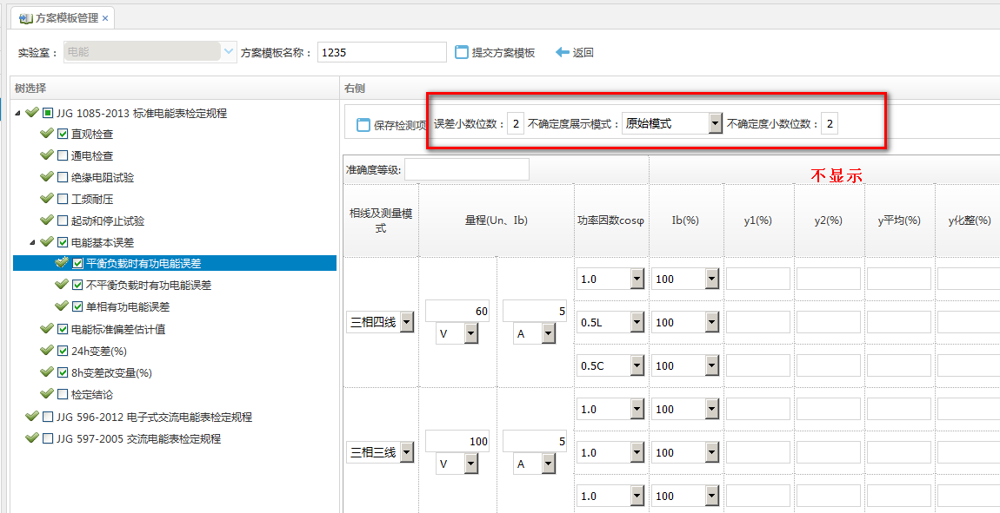 方案模板管理 ×
实验室： 电能 方案模板名称： 1235 提交方案模板 返回
树选择
右侧
JJG 1085-2013 标准电能表检定规程
直观检查
通电检查
绝缘电阻试验
工频耐压
起动和停止试验
电能基本误差
平衡负载时有功电能误差
不平衡负载时有功电能误差
单相有功电能误差
电能标准偏差估计值
24h变差(%)
8h变差改变量(%)
检定结论
JJG 596-2012 电子式交流电能表检定规程
JJG 597-2005 交流电能表检定规程
保存检测项 误差小数位数： 2 不确定度展示模式： 原始模式 不确定度小数位数： 2
准确度等级:
不显示
相线及测量模式 量程(Un、Ib) 功率因数cosφ Ib(%) y1(%) y2(%) y平均(%) y化整(%)
1.0 100
三相四线 60 V 5 A 0.5L 100
0.5C 100
1.0 100
三相三线 100 V 5 A 1.0 100
1.0 100